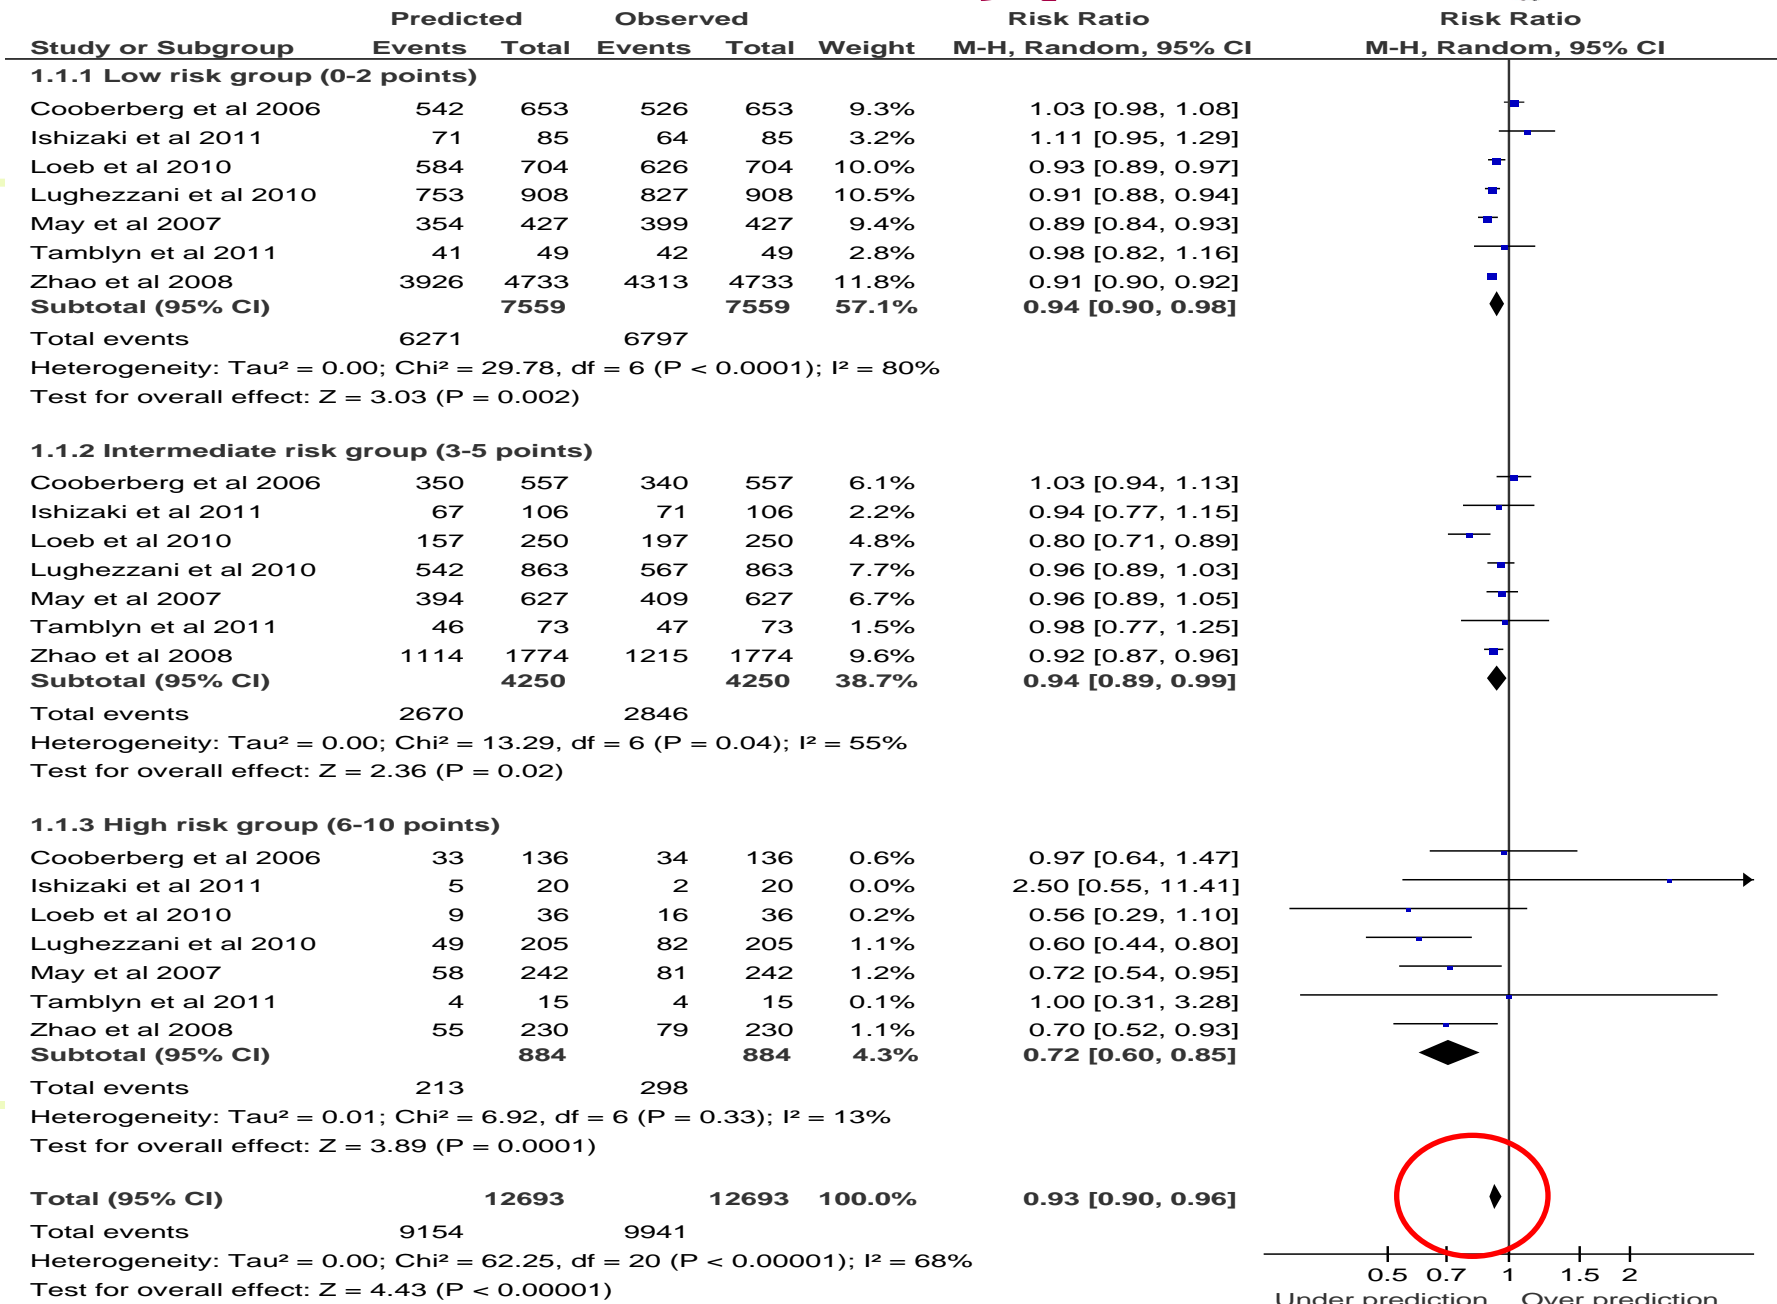 Predicted Observed Risk Ratio Risk Ratio
Study or Subgroup Events Total Events Total Weight M-H, Random, 95% CI M-H, Random, 95% CI
1.1.1 Low risk group (0-2 points)
Cooberberg et al 2006 542 653 526 653 9.3% 1.03 [0.98, 1.08]
Ishizaki et al 2011 71 85 64 85 3.2% 1.11 [0.95, 1.29]
Loeb et al 2010 584 704 626 704 10.0% 0.93 [0.89, 0.97]
Lughezzani et al 2010 753 908 827 908 10.5% 0.91 [0.88, 0.94]
May et al 2007 354 427 399 427 9.4% 0.89 [0.84, 0.93]
Tamblyn et al 2011 41 49 42 49 2.8% 0.98 [0.82, 1.16]
Zhao et al 2008 3926 4733 4313 4733 11.8% 0.91 [0.90, 0.92]
Subtotal (95% CI) 7559 7559 57.1% 0.94 [0.90, 0.98]
Total events 6271 6797
Heterogeneity: Tau² = 0.00; Chi² = 29.78, df = 6 (P < 0.0001); I² = 80%
Test for overall effect: Z = 3.03 (P = 0.002)
1.1.2 Intermediate risk group (3-5 points)
Cooberberg et al 2006 350 557 340 557 6.1% 1.03 [0.94, 1.13]
Ishizaki et al 2011 67 106 71 106 2.2% 0.94 [0.77, 1.15]
Loeb et al 2010 157 250 197 250 4.8% 0.80 [0.71, 0.89]
Lughezzani et al 2010 542 863 567 863 7.7% 0.96 [0.89, 1.03]
May et al 2007 394 627 409 627 6.7% 0.96 [0.89, 1.05]
Tamblyn et al 2011 46 73 47 73 1.5% 0.98 [0.77, 1.25]
Zhao et al 2008 1114 1774 1215 1774 9.6% 0.92 [0.87, 0.96]
Subtotal (95% CI) 4250 4250 38.7% 0.94 [0.89, 0.99]
Total events 2670 2846
Heterogeneity: Tau² = 0.00; Chi² = 13.29, df = 6 (P = 0.04); I² = 55%
Test for overall effect: Z = 2.36 (P = 0.02)
1.1.3 High risk group (6-10 points)
Cooberberg et al 2006 33 136 34 136 0.6% 0.97 [0.64, 1.47]
Ishizaki et al 2011 5 20 2 20 0.0% 2.50 [0.55, 11.41]
Loeb et al 2010 9 36 16 36 0.2% 0.56 [0.29, 1.10]
Lughezzani et al 2010 49 205 82 205 1.1% 0.60 [0.44, 0.80]
May et al 2007 58 242 81 242 1.2% 0.72 [0.54, 0.95]
Tamblyn et al 2011 4 15 4 15 0.1% 1.00 [0.31, 3.28]
Zhao et al 2008 55 230 79 230 1.1% 0.70 [0.52, 0.93]
Subtotal (95% CI) 884 884 4.3% 0.72 [0.60, 0.85]
Total events 213 298
Heterogeneity: Tau² = 0.01; Chi² = 6.92, df = 6 (P = 0.33); I² = 13%
Test for overall effect: Z = 3.89 (P = 0.0001)
Total (95% CI) 12693 12693 100.0% 0.93 [0.90, 0.96]
Total events 9154 9941
Heterogeneity: Tau² = 0.00; Chi² = 62.25, df = 20 (P < 0.00001); I² = 68%
0.5 0.7 1 1.5 2
Test for overall effect: Z = 4.43 (P < 0.00001)
Under prediction Over prediction